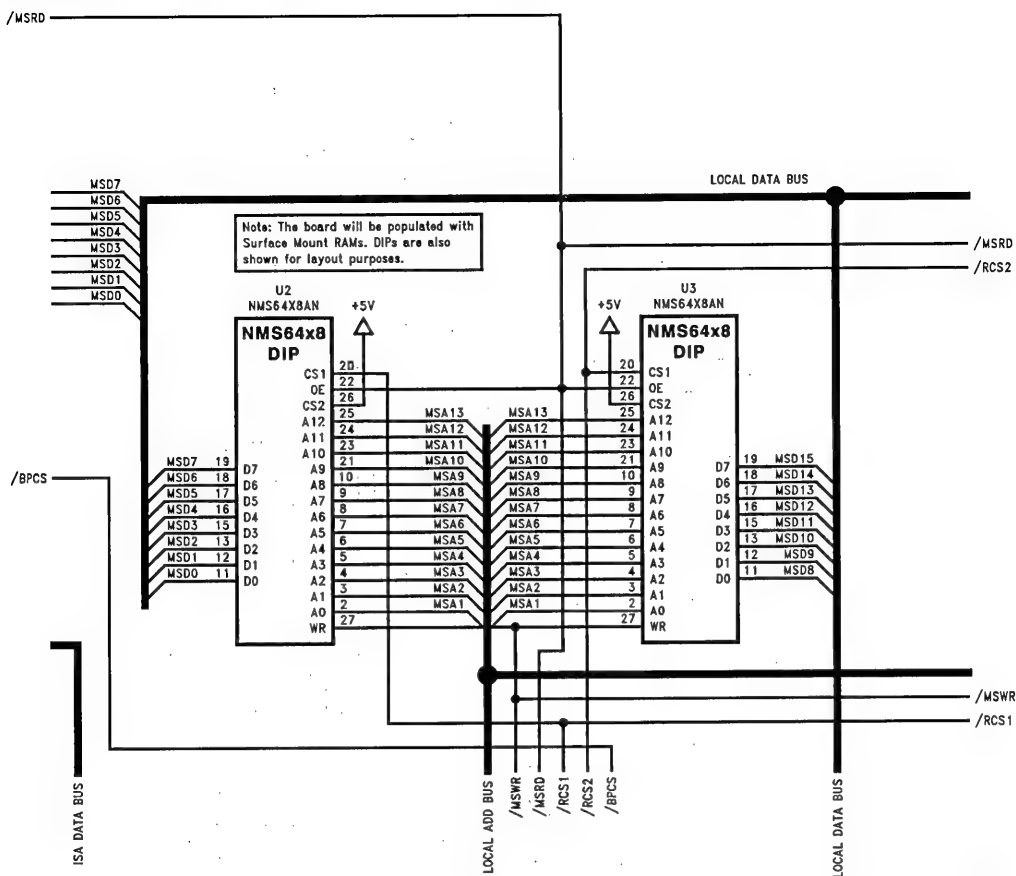 /MSRD
LOCAL DATA BUS
MSD7
MSD6
MSD5
MSD4
MSD3
MSD2
MSD1
MSD0
Note: The board will be populated with
Surface Mount RAMs. DIPs are also
shown for layout purposes.
/MSRD
/RCS2
U2
NMS64X8AN
+5V
NMS64x8
DIP
20 CS1
22 OE
26 CS2
25 A12 MSA13
24 A11 MSA12
23 A10 MSA11
21 A9 MSA10
10 A8 MSA9
9 A7 MSA8
8 A6 MSA7
7 A5 MSA6
6 A4 MSA5
5 A3 MSA4
4 A2 MSA3
3 A1 MSA2
2 A0 MSA1
27 WR
MSD7 19 D7
MSD6 18 D6
MSD5 17 D5
MSD4 16 D4
MSD3 15 D3
MSD2 13 D2
MSD1 12 D1
MSD0 11 D0
U3
NMS64X8AN
+5V
NMS64x8
DIP
20 CS1
22 OE
26 CS2
MSA13 25 A12
MSA12 24 A11
MSA11 23 A10
MSA10 21 A9
MSA9 10 A8
MSA8 9 A7
MSA7 8 A6
MSA6 7 A5
MSA5 6 A4
MSA4 5 A3
MSA3 4 A2
MSA2 3 A1
MSA1 2 A0
27 WR
D7 19 MSD15
D6 18 MSD14
D5 17 MSD13
D4 16 MSD12
D3 15 MSD11
D2 13 MSD10
D1 12 MSD9
D0 11 MSD8
/BPCS
/MSWR
/RCS1
ISA DATA BUS
LOCAL ADD BUS
/MSWR
/MSRD
/RCS1
/RCS2
/BPCS
LOCAL DATA BUS